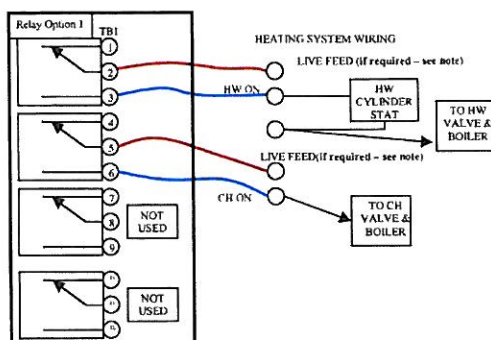 Relay Option 1
TB1
HEATING SYSTEM WIKING
1
LIVE FEED (if required – see note)
2
3
HW ON
HW
CYLINDER
STAT
TO HW
VALVE &
BOILER
4
5
LIVE FEED(if required – see note)
6
CH ON
TO CH
VALVE &
BOILER
7
8
9
NOT
USED
NOT
USED